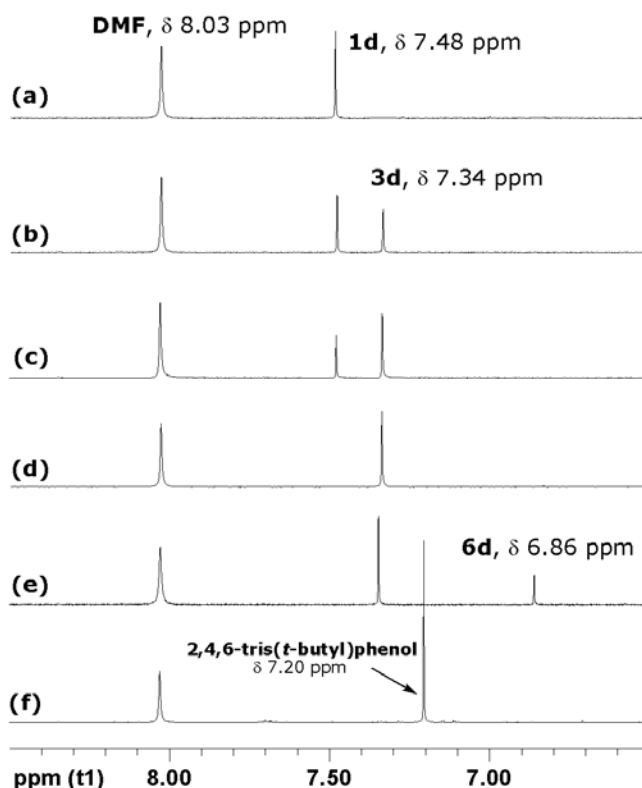 DMF, δ 8.03 ppm
1d, δ 7.48 ppm
(a)
3d, δ 7.34 ppm
(b)
(c)
(d)
6d, δ 6.86 ppm
(e)
2,4,6-tris(t-butyl)phenol
δ 7.20 ppm
(f)
ppm (t1) 8.00 7.50 7.00